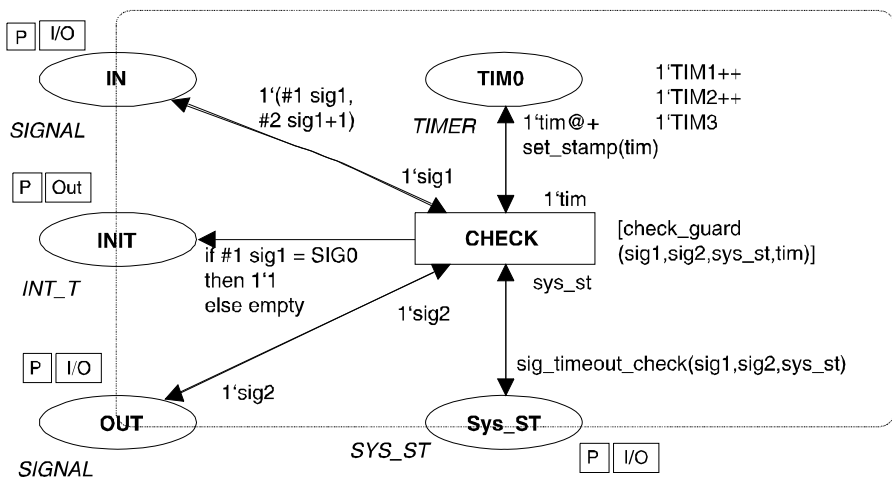 P I/O
IN
SIGNAL
1‘(#1 sig1,
#2 sig1+1)
1‘sig1
TIM0
TIMER
1‘TIM1++
1‘TIM2++
1‘TIM3
1‘tim@+
set_stamp(tim)
1‘tim
P Out
INIT
INT_T
if #1 sig1 = SIG0
then 1‘1
else empty
CHECK
[check_guard
(sig1,sig2,sys_st,tim)]
sys_st
1‘sig2
sig_timeout_check(sig1,sig2,sys_st)
P I/O
1‘sig2
OUT
SIGNAL
Sys_ST
SYS_ST
P I/O